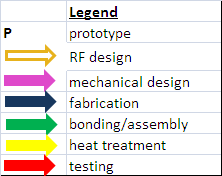 Legend
P prototype
RF design
mechanical design
fabrication
bonding/assembly
heat treatment
testing